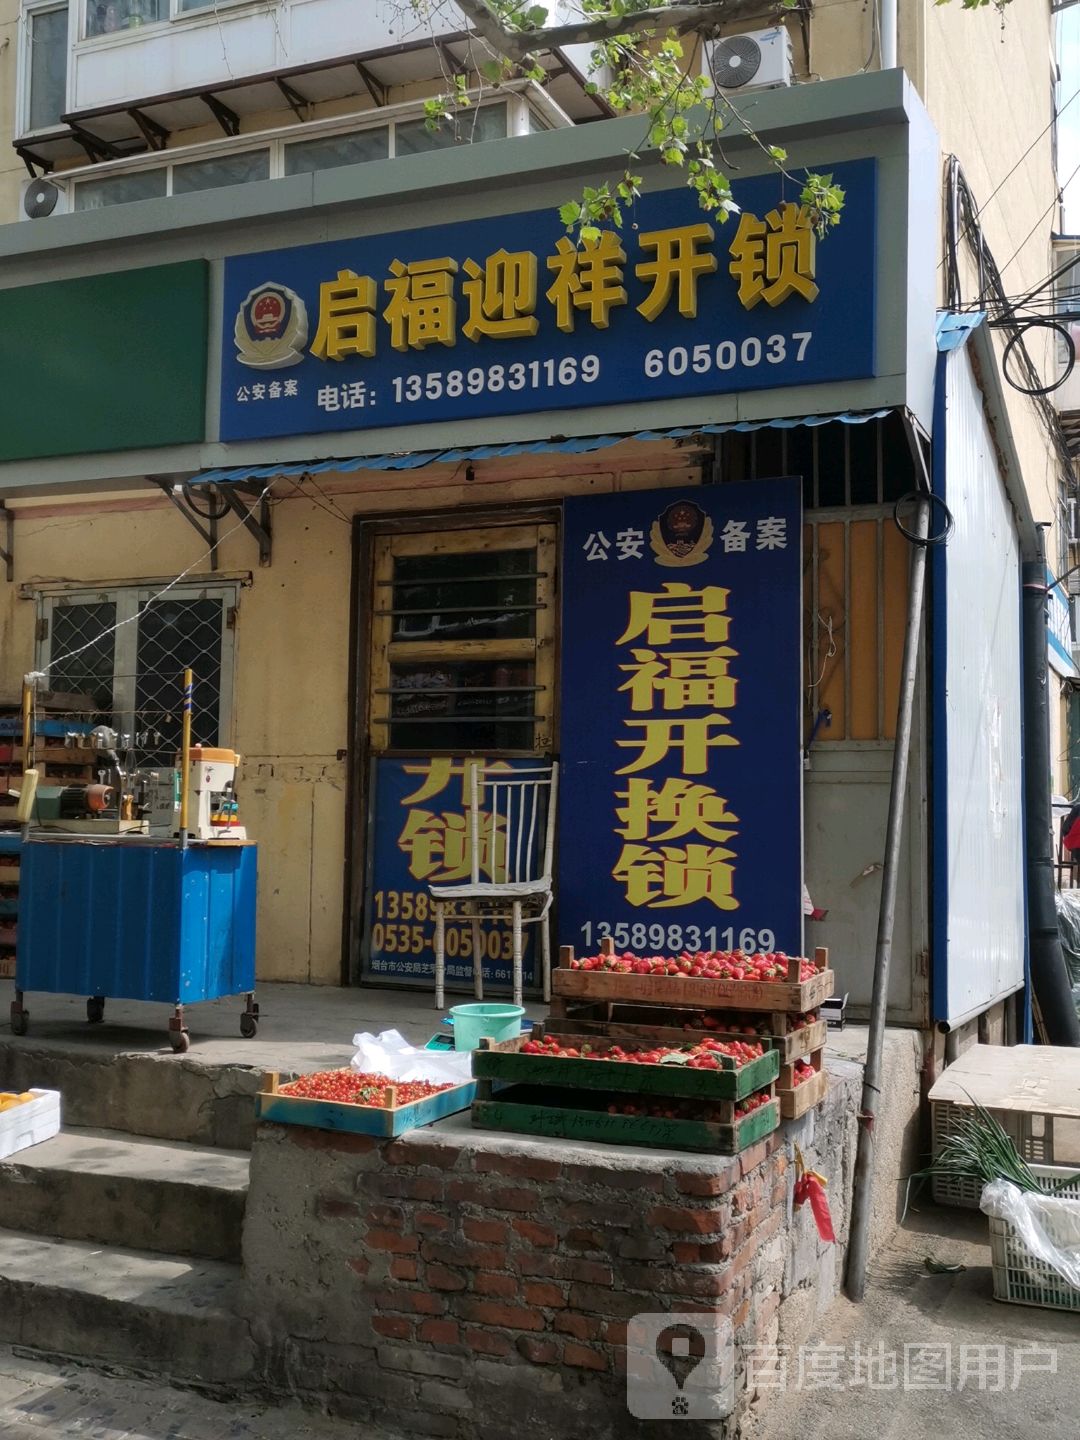 启福迎祥开锁
公安备案
电话：13589831169 6050037
公安 备案
启福开换锁
13589831169
开锁
0535-6050037
百度地图用户